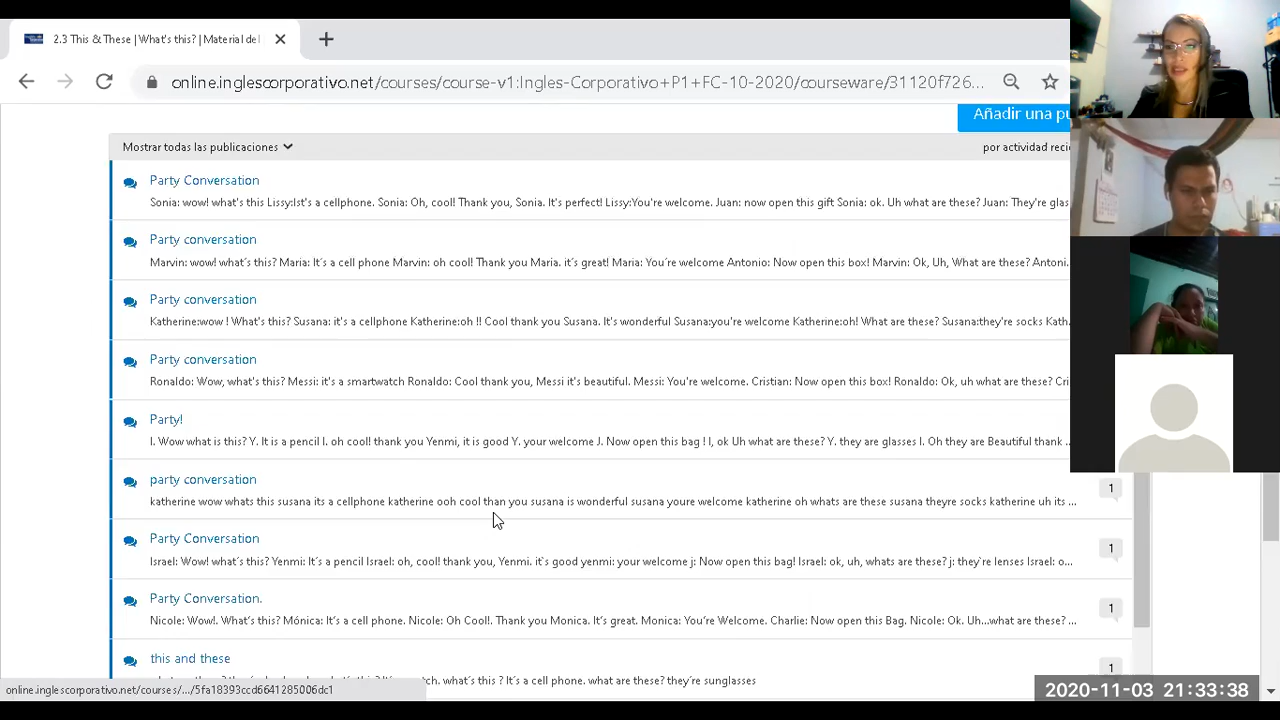 2.3 This & These | What's this? | Material de l
online.inglescorporativo.net/courses/course-v1:Ingles-Corporativo+P1+FC-10-2020/courseware/31120f726...
Añadir una pu
Mostrar todas las publicaciones
por actividad reci
Party Conversation
Sonia: wow! what's this Lissy:Ist's a cellphone. Sonia: Oh, cool! Thank you, Sonia. It's perfect! Lissy:You're welcome. Juan: now open this gift Sonia: ok. Uh what are these? Juan: They're glas
Party conversation
Marvin: wow! what´s this? Maria: It´s a cell phone Marvin: oh cool! Thank you Maria. it´s great! Maria: You´re welcome Antonio: Now open this box! Marvin: Ok, Uh, What are these? Antoni.
Party conversation
Katherine:wow ! What's this? Susana: it's a cellphone Katherine:oh !! Cool thank you Susana. It's wonderful Susana:you're welcome Katherine:oh! What are these? Susana:they're socks Kath.
Party conversation
Ronaldo: Wow, what's this? Messi: it's a smartwatch Ronaldo: Cool thank you, Messi it's beautiful. Messi: You're welcome. Cristian: Now open this box! Ronaldo: Ok, uh what are these? Cri
Party!
I. Wow what is this? Y. It is a pencil I. oh cool! thank you Yenmi, it is good Y. your welcome J. Now open this bag ! I, ok Uh what are these? Y. they are glasses I. Oh they are Beautiful thank ..
party conversation
katherine wow whats this susana its a cellphone katherine ooh cool than you susana is wonderful susana youre welcome katherine oh whats are these susana theyre socks katherine uh its ...
1
Party Conversation
Israel: Wow! what´s this? Yenmi: It´s a pencil Israel: oh, cool! thank you, Yenmi. it`s good yenmi: your welcome j: Now open this bag! Israel: ok, uh, whats are these? j: they`re lenses Israel: o...
1
Party Conversation.
Nicole: Wow!. What´s this? Mónica: It´s a cell phone. Nicole: Oh Cool!. Thank you Monica. It´s great. Monica: You´re Welcome. Charlie: Now open this Bag. Nicole: Ok. Uh...what are these? ...
1
this and these
what´s this ? It´s a cell phone. what are these? they´re sunglasses
1
online.inglescorporativo.net/courses/.../5fa18393ccd6641285006dc1
2020-11-03 21:33:38